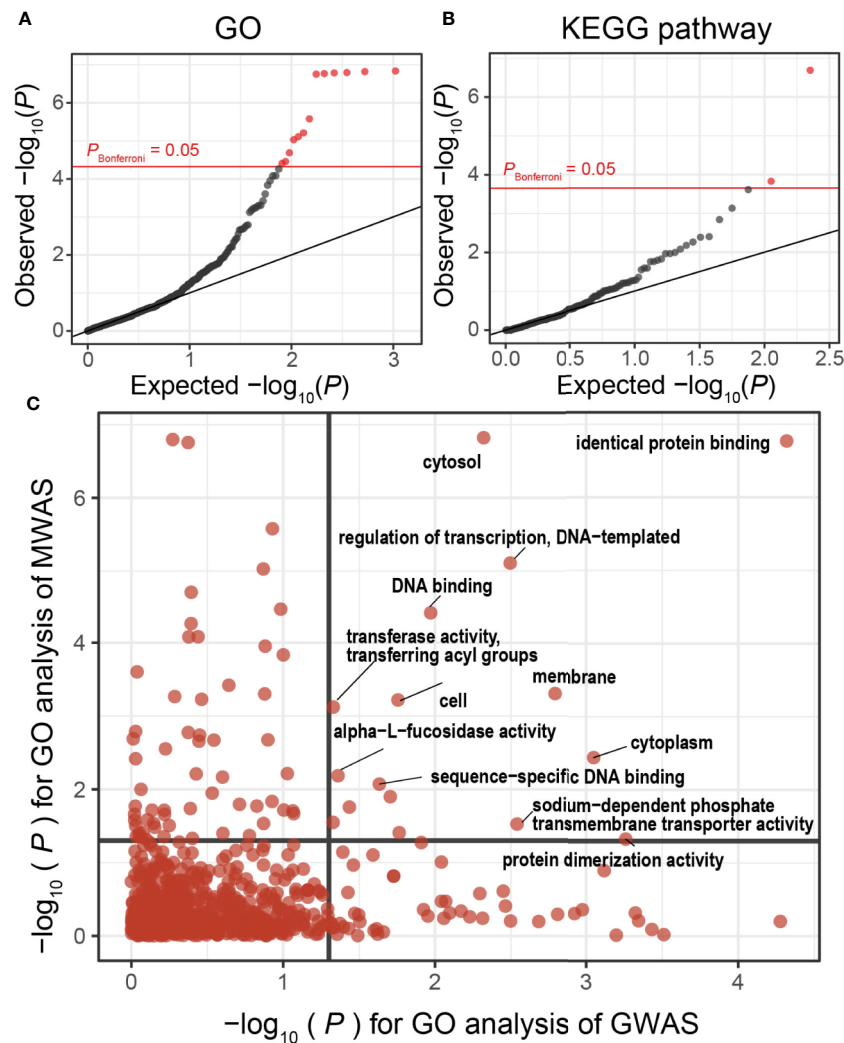 A
GO
Observed −log10(P)
6
4
2
0
PBonferroni = 0.05
0
1
2
3
Expected −log10(P)
B
KEGG pathway
Observed −log10(P)
6
4
2
0
PBonferroni = 0.05
0.0
0.5
1.0
1.5
2.0
2.5
Expected −log10(P)
C
−log10 ( P ) for GO analysis of MWAS
6
4
2
0
cytosol
identical protein binding
regulation of transcription, DNA−templated
DNA binding
transferase activity,
transferring acyl groups
cell
membrane
alpha−L−fucosidase activity
cytoplasm
sequence−specific DNA binding
sodium−dependent phosphate
transmembrane transporter activity
protein dimerization activity
0
1
2
3
4
−log10 ( P ) for GO analysis of GWAS